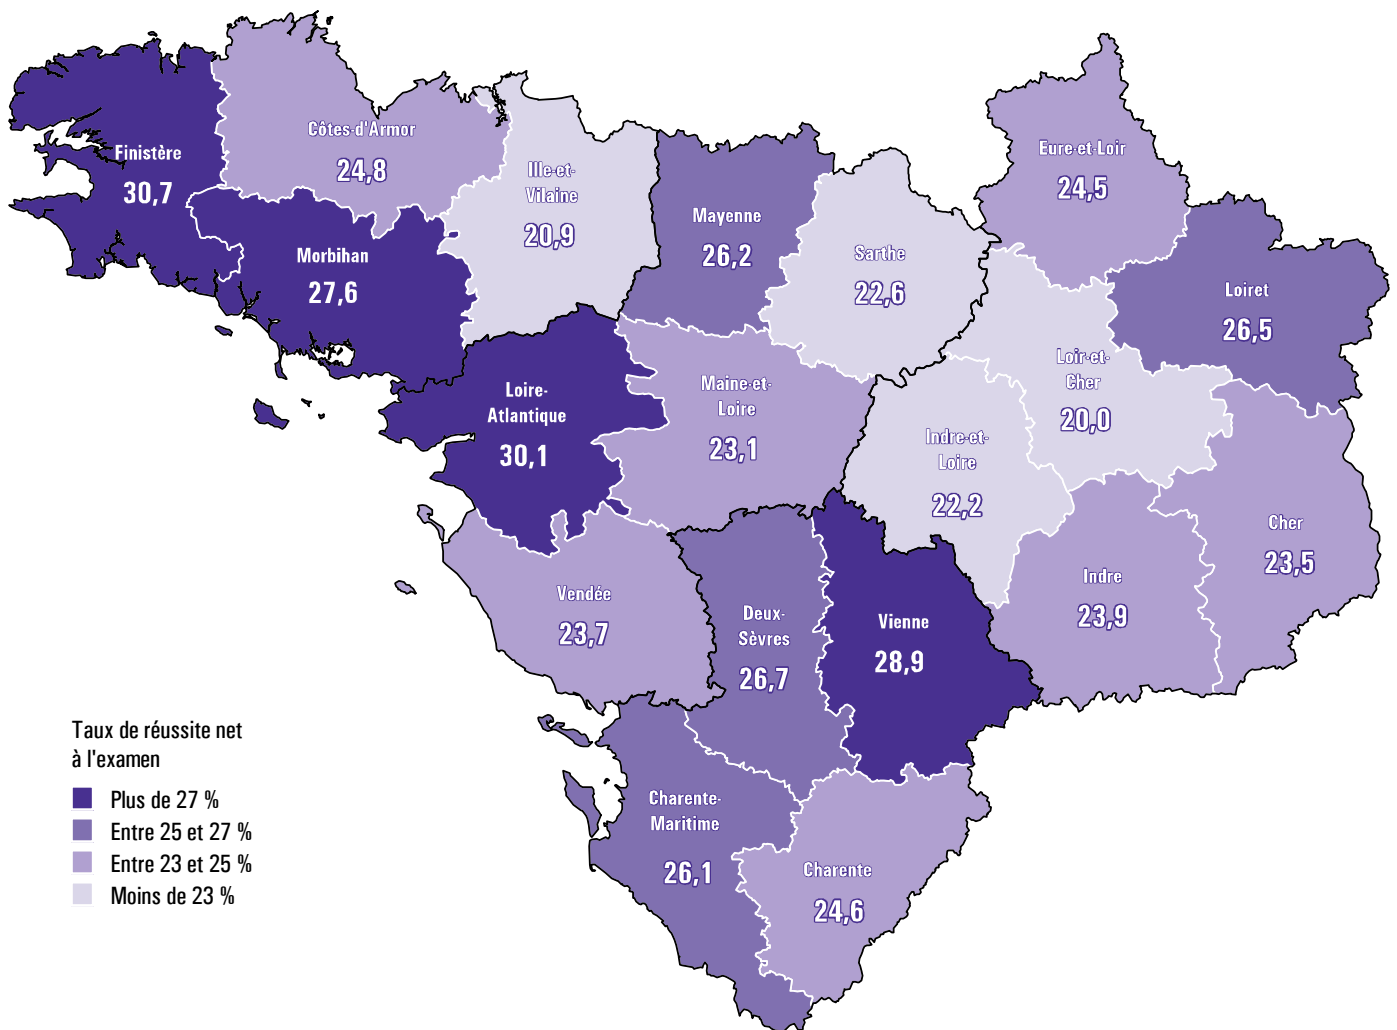 Finistère
30,7
Côtes-d'Armor
24,8
Ille-et-
Vilaine
20,9
Morbihan
27,6
Mayenne
26,2
Sarthe
22,6
Eure-et-Loir
24,5
Loiret
26,5
Loir-et-
Cher
20,0
Loire-
Atlantique
30,1
Maine-et-
Loire
23,1
Indre-et-
Loire
22,2
Cher
23,5
Indre
23,9
Vendée
23,7
Deux-
Sèvres
26,7
Vienne
28,9
Charente-
Maritime
26,1
Charente
24,6
Taux de réussite net
à l'examen
Plus de 27 %
Entre 25 et 27 %
Entre 23 et 25 %
Moins de 23 %